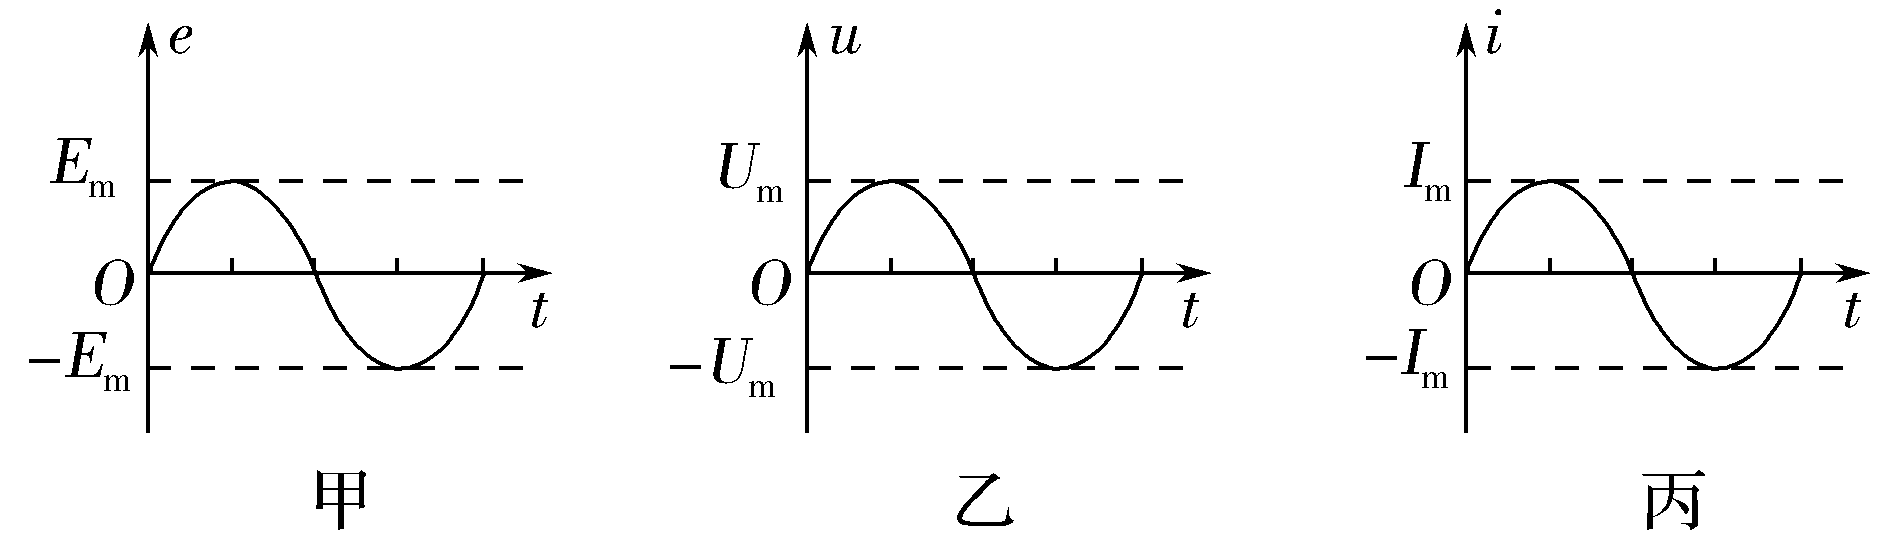 e u i
E_m U_m I_m
O t O t O t
−E_m −U_m −I_m
甲 乙 丙